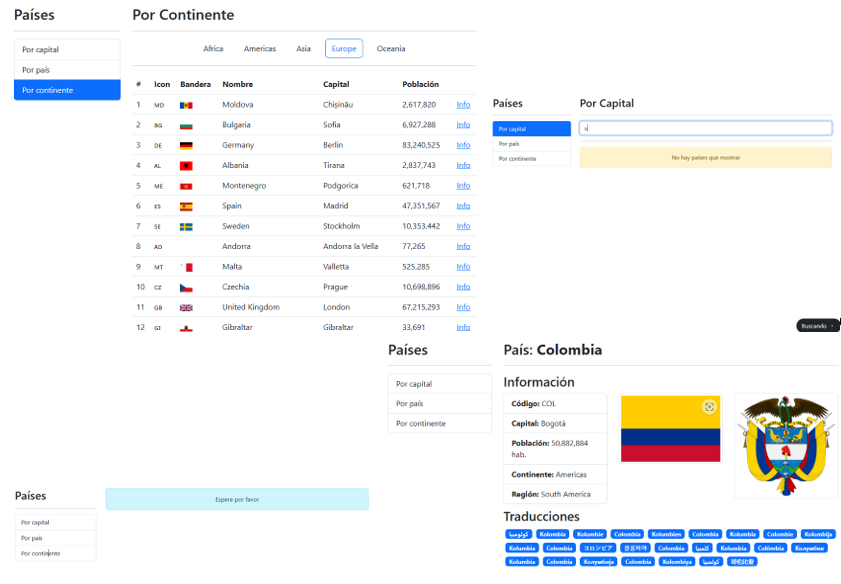 Países
Por capital
Por país
Por continente
Por Continente
Africa Americas Asia Europe Oceania
# Icon Bandera Nombre Capital Población
1 MD Moldova Chișinău 2,617,820 Info
2 BG Bulgaria Sofia 6,927,288 Info
3 DE Germany Berlin 83,240,525 Info
4 AL Albania Tirana 2,837,743 Info
5 ME Montenegro Podgorica 621,718 Info
6 ES Spain Madrid 47,351,567 Info
7 SE Sweden Stockholm 10,353,442 Info
8 AD Andorra Andorra la Vella 77,265 Info
9 MT Malta Valletta 525,285 Info
10 CZ Czechia Prague 10,698,896 Info
11 GB United Kingdom London 67,215,293 Info
12 GI Gibraltar Gibraltar 33,691 Info
Países
Por capital
Por país
Por continente
Por Capital
No hay países que mostrar
Buscando
Países
Por capital
Por país
Por continente
País: Colombia
Información
Código: COL
Capital: Bogotá
Población: 50,882,884
hab.
Continente: Americas
Región: South America
Traducciones
كولومبيا Kolombia Kolumbie Colombia Kolumbien Colombia Kolumbia Colombie Kolumbija
Kolumbia Colombia コロンビア 콜롬비아 Colombia کلمبیا Kolumbia Colômbia Колумбия
Kolumbia Colombia Колумбија Colombia Kolombiya کولمبیا 哥伦比亚
Países
Por capital
Por país
Por continente
Espere por favor